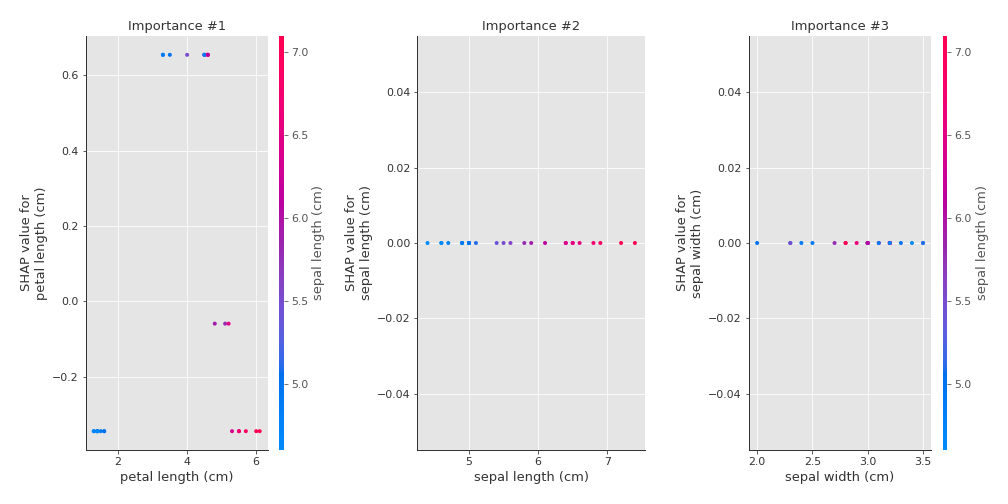 Importance #1
0.6
0.4
0.2
0.0
−0.2
SHAP value for
petal length (cm)
2
4
6
petal length (cm)
7.0
6.5
6.0
5.5
5.0
sepal length (cm)
Importance #2
0.04
0.02
0.00
−0.02
−0.04
SHAP value for
sepal length (cm)
5
6
7
sepal length (cm)
Importance #3
0.04
0.02
0.00
−0.02
−0.04
SHAP value for
sepal width (cm)
2.0
2.5
3.0
3.5
sepal width (cm)
7.0
6.5
6.0
5.5
5.0
sepal length (cm)